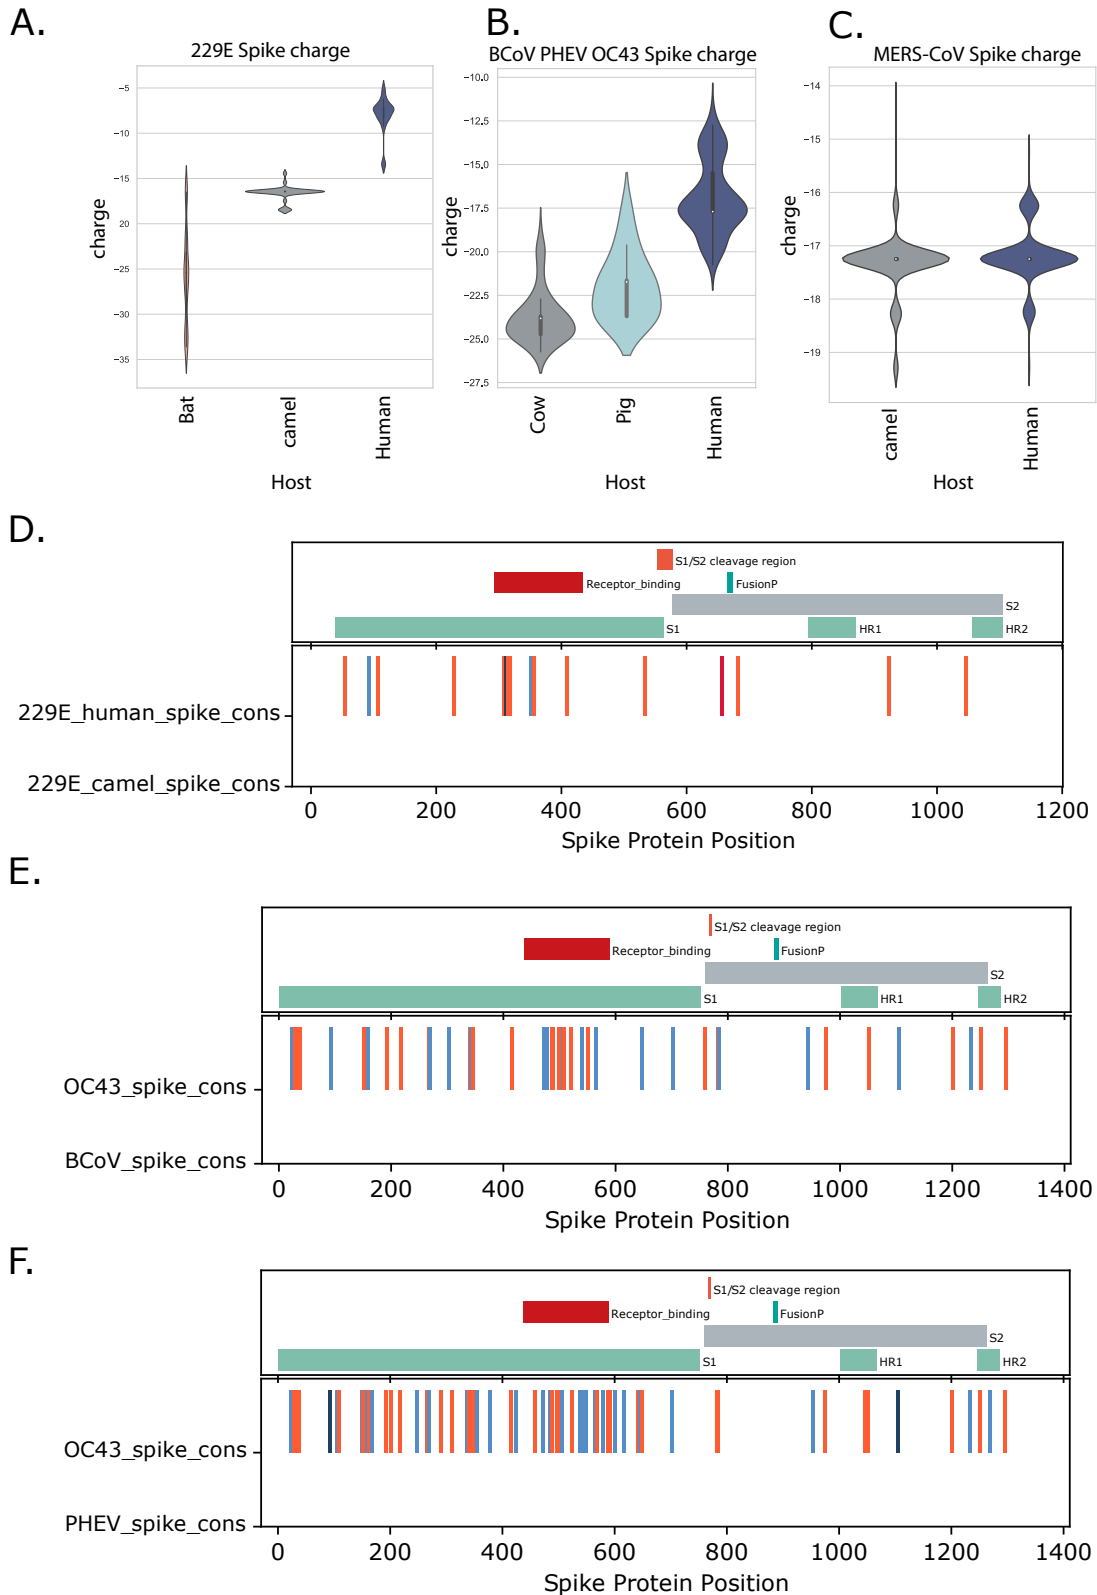 A.
B.
C.
229E Spike charge
BCoV PHEV OC43 Spike charge
MERS-CoV Spike charge
−5
−10
−15
20
−25
−30
−35
charge
Bat
camel
Human
Host
−10.0
−12.5
−15.0
−17.5
−20.0
−22.5
−25.0
−27.5
charge
Cow
Pig
Human
Host
−14
−15
−16
−17
−18
−19
charge
camel
Human
Host
D.
S1/S2 cleavage region
Receptor_binding
FusionP
S2
S1
HR1
HR2
229E_human_spike_cons
229E_camel_spike_cons
0 200 400 600 800 1000 1200
Spike Protein Position
E.
S1/S2 cleavage region
Receptor_binding
FusionP
S2
S1
HR1
HR2
OC43_spike_cons
BCoV_spike_cons
0 200 400 600 800 1000 1200 1400
Spike Protein Position
F.
S1/S2 cleavage region
Receptor_binding
FusionP
S2
S1
HR1
HR2
OC43_spike_cons
PHEV_spike_cons
0 200 400 600 800 1000 1200 1400
Spike Protein Position